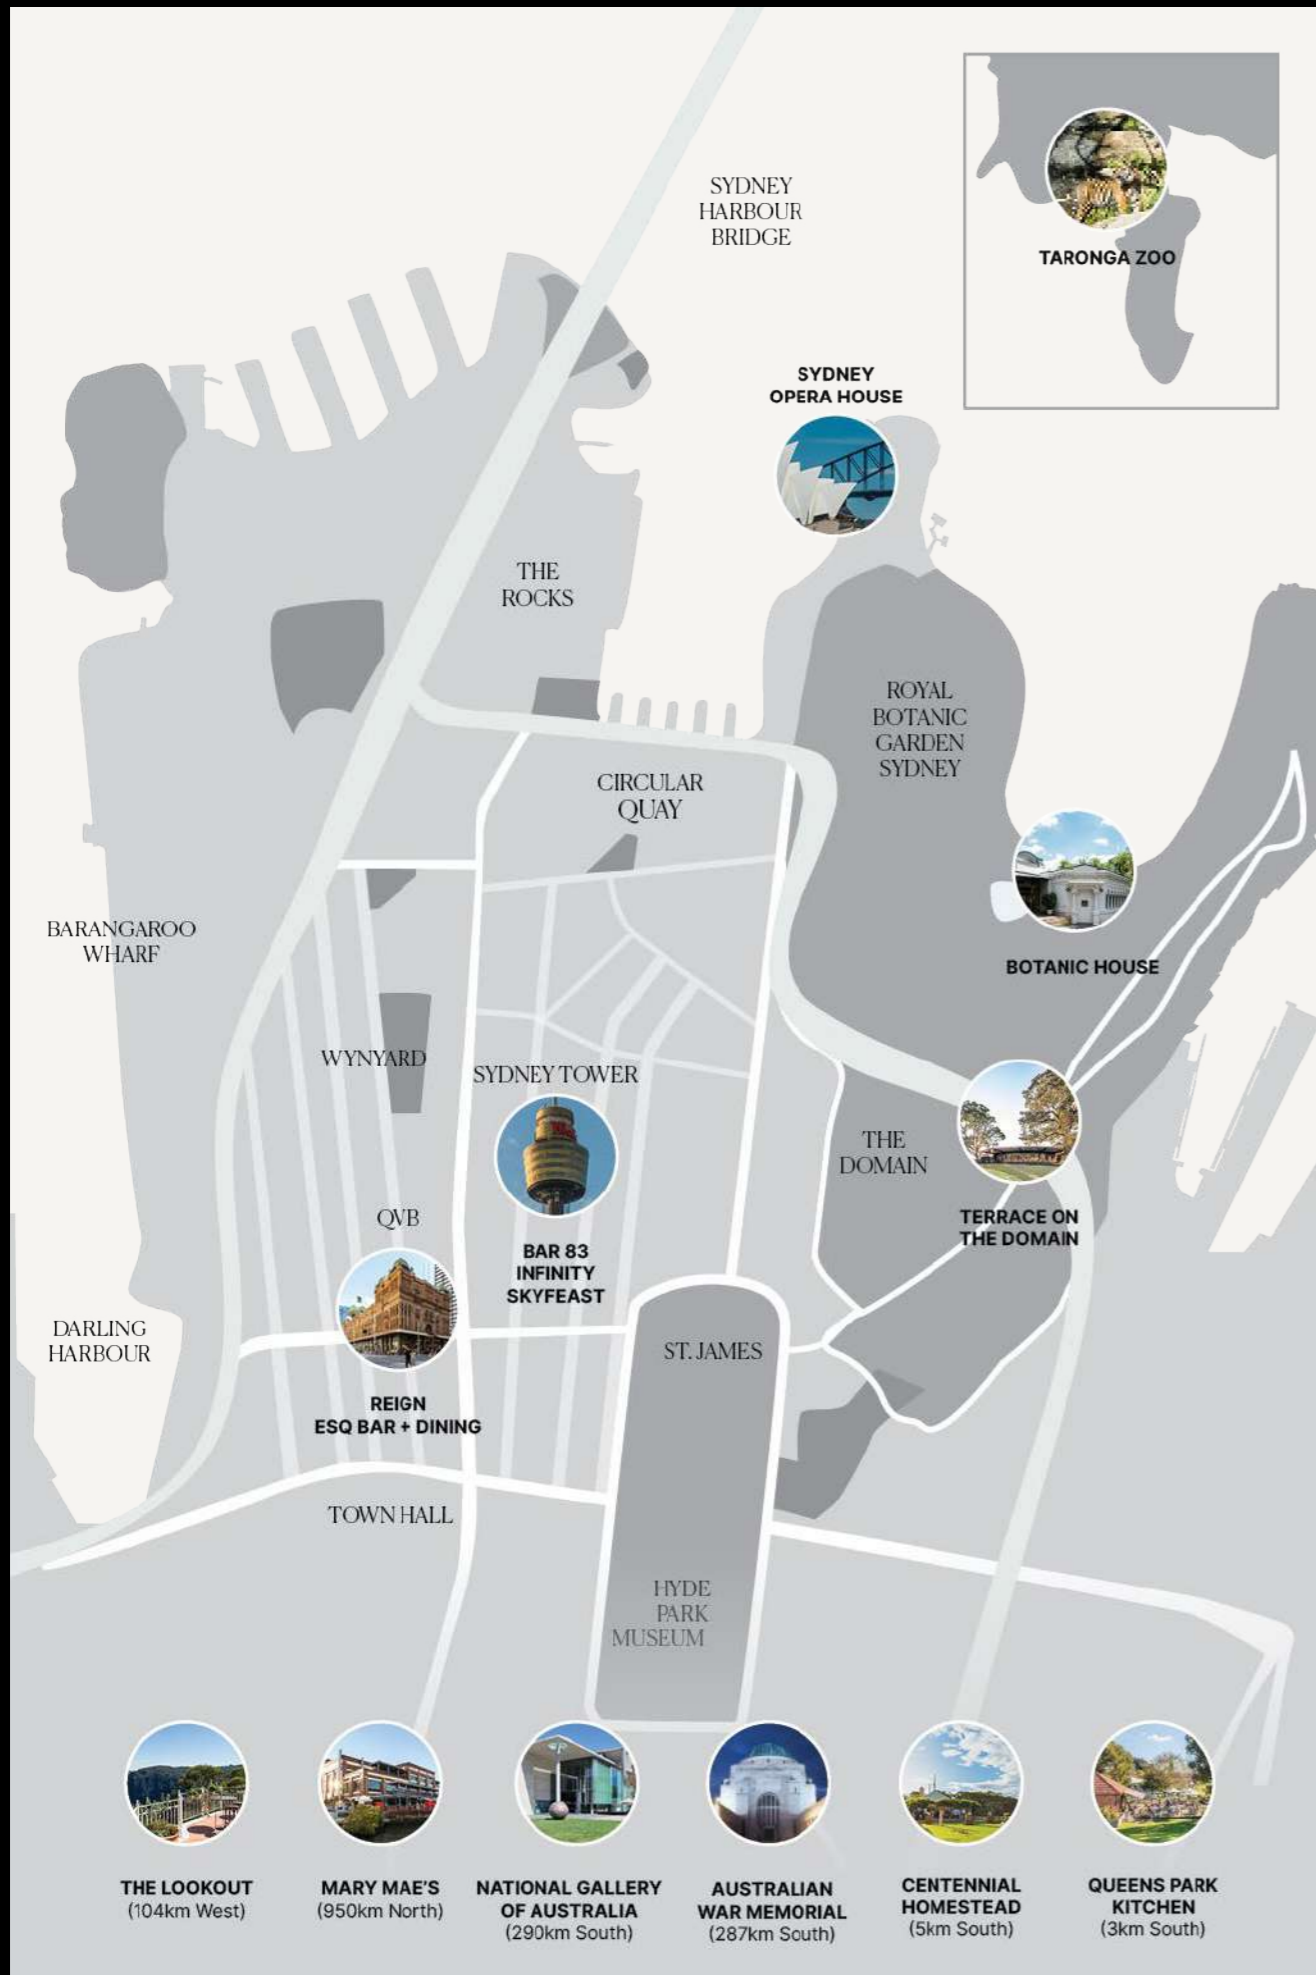 SYDNEY
HARBOUR
BRIDGE
TARONGA ZOO
SYDNEY
OPERA HOUSE
THE
ROCKS
ROYAL
BOTANIC
GARDEN
SYDNEY
CIRCULAR
QUAY
BARANGAROO
WHARF
BOTANIC HOUSE
WYNYARD
SYDNEY TOWER
THE
DOMAIN
QVB
TERRACE ON
THE DOMAIN
BAR 83
INFINITY
SKYFEAST
DARLING
HARBOUR
ST. JAMES
REIGN
ESQ BAR + DINING
TOWN HALL
HYDE
PARK
MUSEUM
THE LOOKOUT
(104km West)
MARY MAE'S
(950km North)
NATIONAL GALLERY
OF AUSTRALIA
(290km South)
AUSTRALIAN
WAR MEMORIAL
(287km South)
CENTENNIAL
HOMESTEAD
(5km South)
QUEENS PARK
KITCHEN
(3km South)